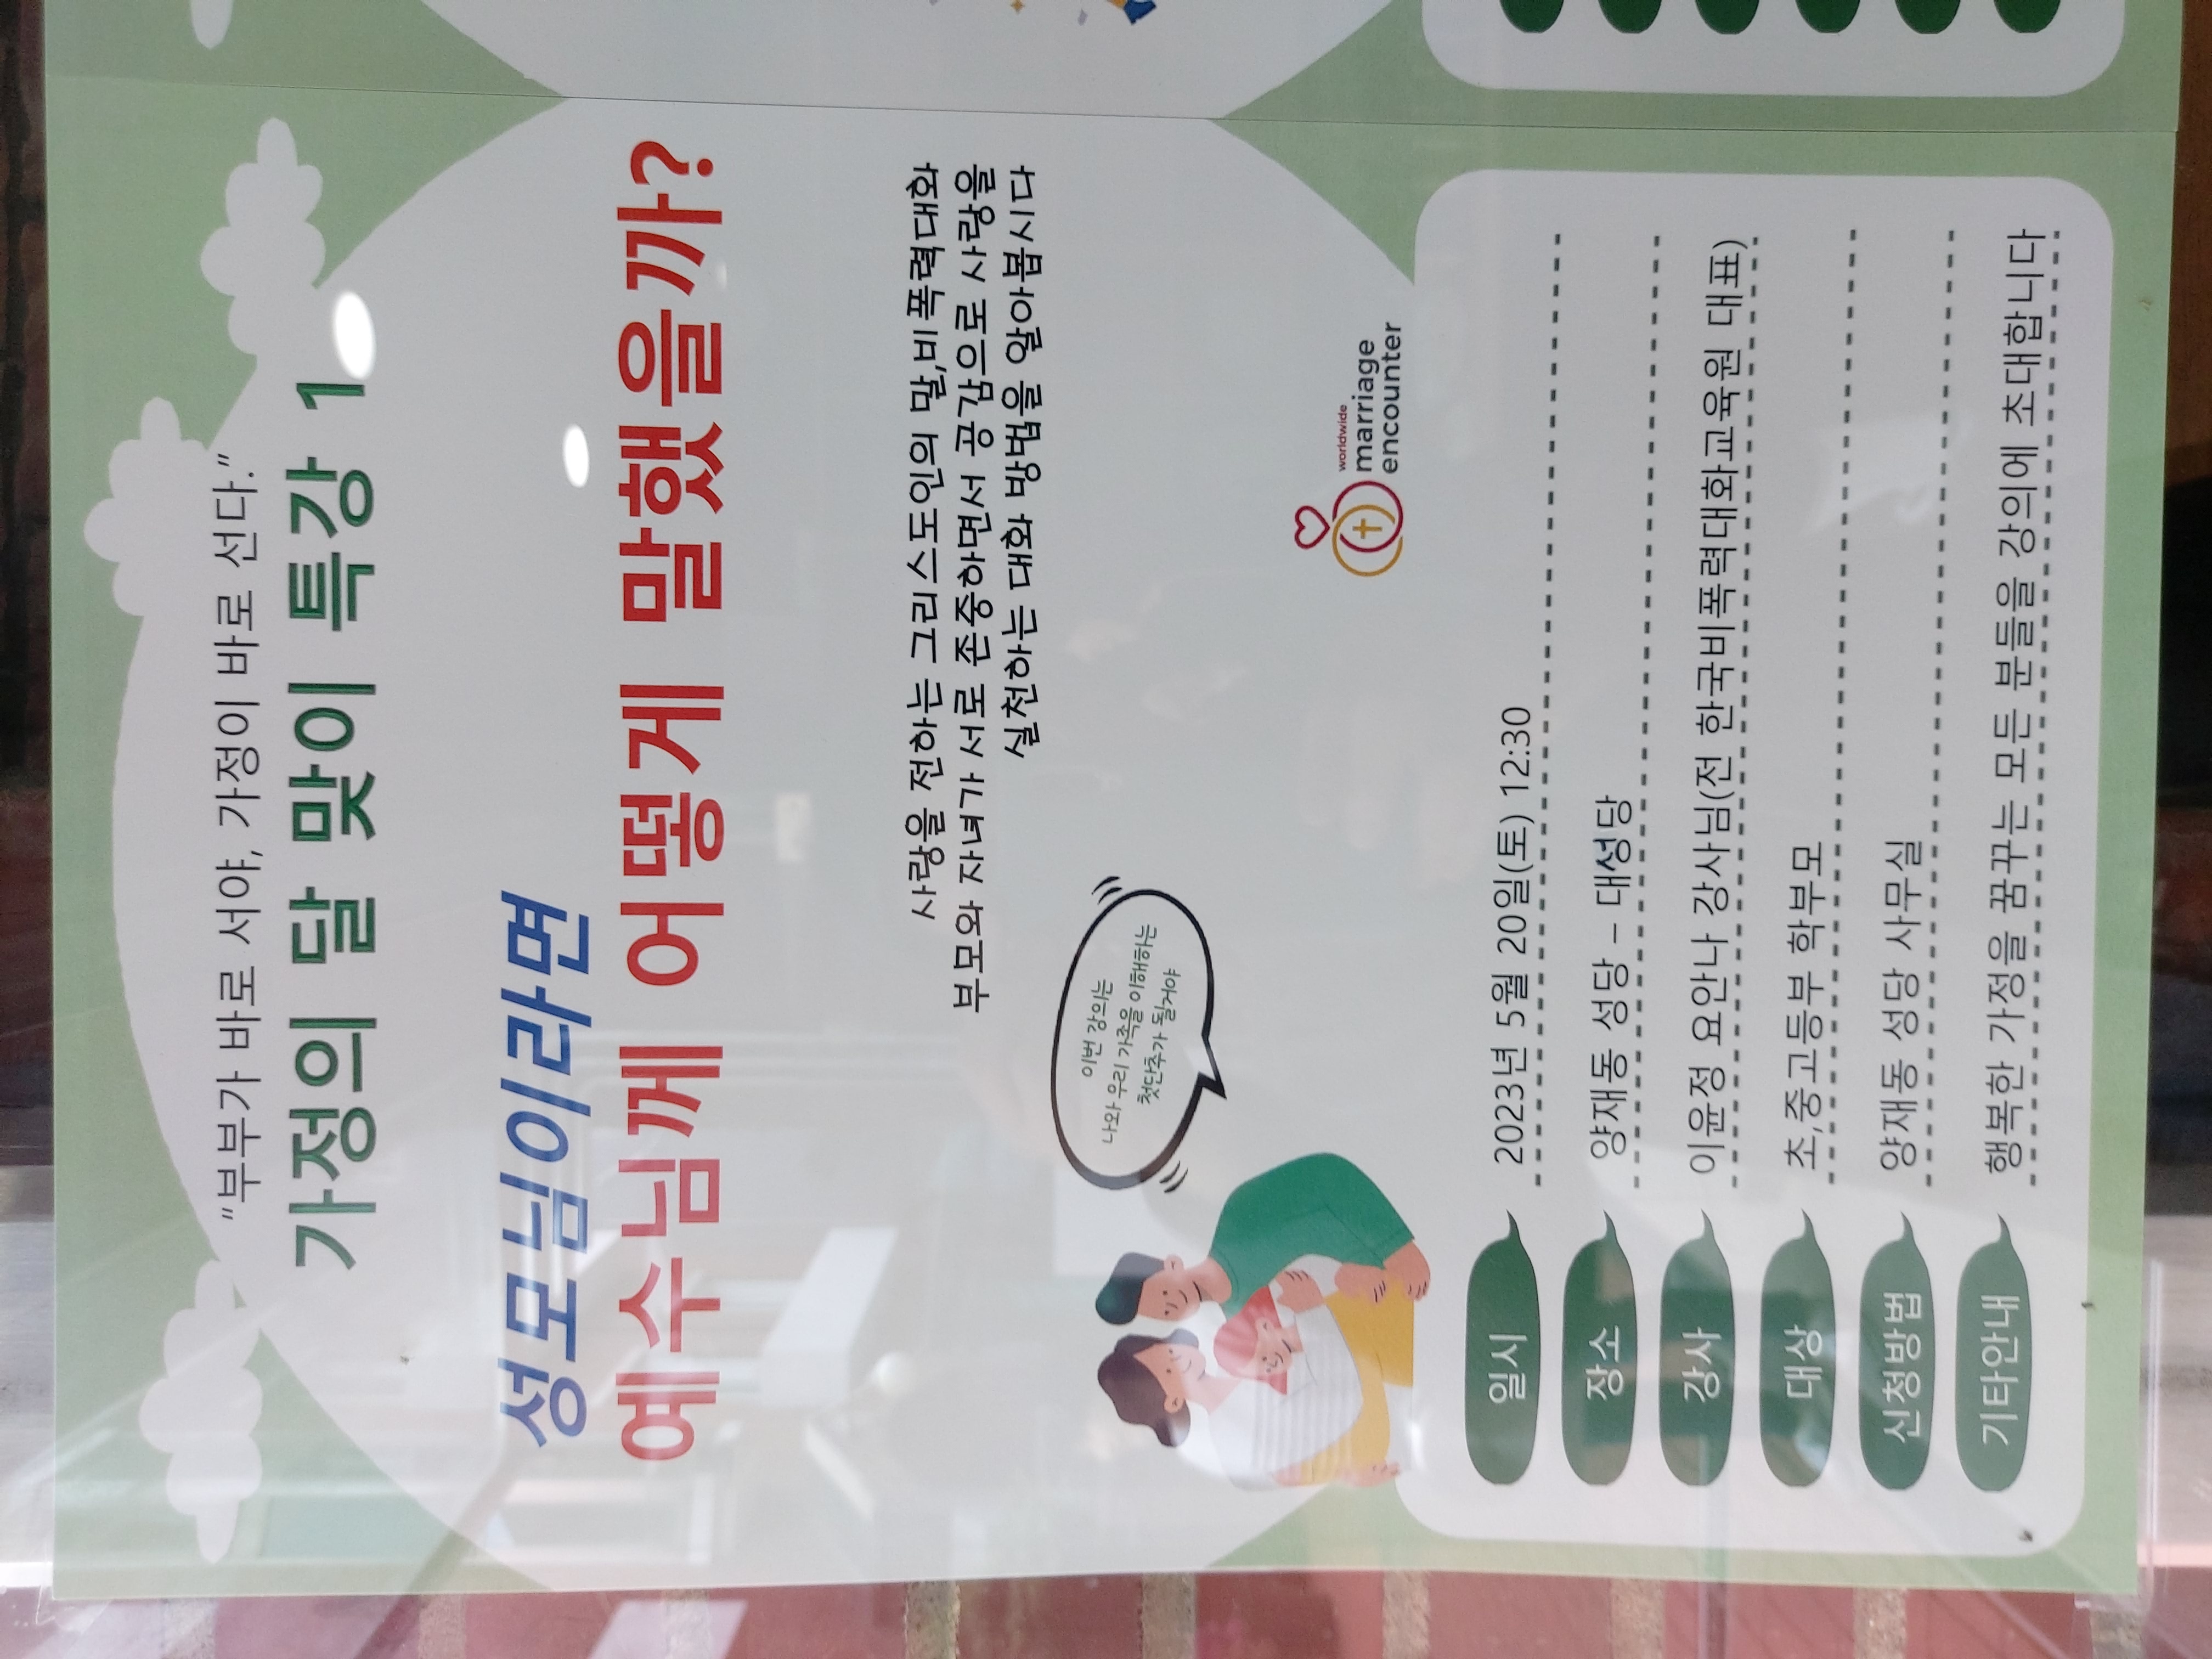 "부부가 바로 서야, 가정이 바로 선다."
가정의 달 맞이 특강 1
성모님이라면
예수님께 어떻게 말했을까?
사랑을 전하는 그리스도인의 말,비폭력대화
부모와 자녀가 서로 존중하면서 공감으로 사랑을
실천하는 대화 방법을 알아봅시다
이번 강의는
나와 우리 가족을 이해하는
첫단추가 될거야
worldwide
marriage
encounter
일시 2023년 5월 20일(토) 12:30
장소 양재동 성당 – 대성당
강사 이윤정 요안나 강사님(전 한국비폭력대화교육원 대표)
대상 초,중고등부 학부모
신청방법 양재동 성당 사무실
기타안내 행복한 가정을 꿈꾸는 모든 분들을 강의에 초대합니다